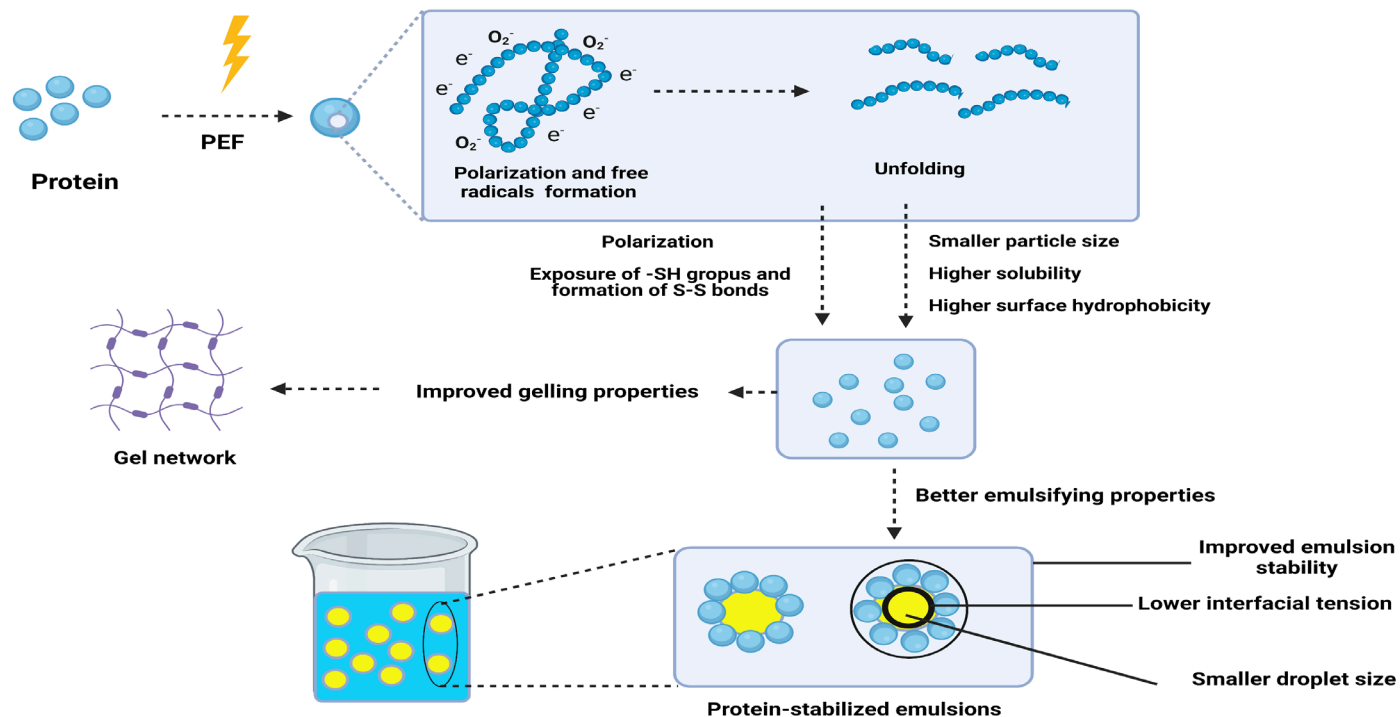 O₂⁻
O₂⁻
e⁻
e⁻
e⁻
e⁻
e⁻
O₂⁻
PEF
Protein
Polarization and free
radicals formation
Unfolding
Polarization
Exposure of -SH gropus and
formation of S-S bonds
Smaller particle size
Higher solubility
Higher surface hydrophobicity
Improved gelling properties
Gel network
Better emulsifying properties
Improved emulsion
stability
Lower interfacial tension
Smaller droplet size
Protein-stabilized emulsions